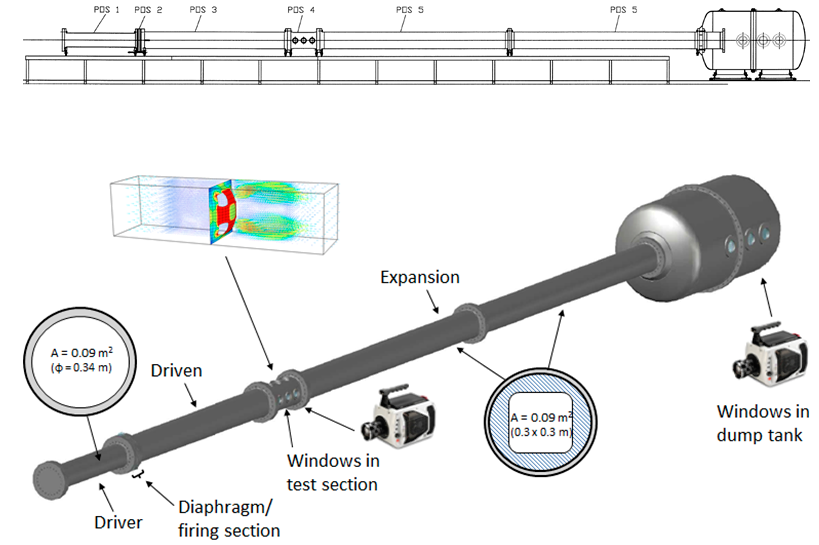 POS 1
POS 2
POS 3
POS 4
POS 5
POS 5
Expansion
A = 0.09 m²
(ϕ = 0.34 m)
Driven
A = 0.09 m²
(0.3 x 0.3 m)
Windows in
dump tank
Windows in
test section
Diaphragm/
firing section
Driver